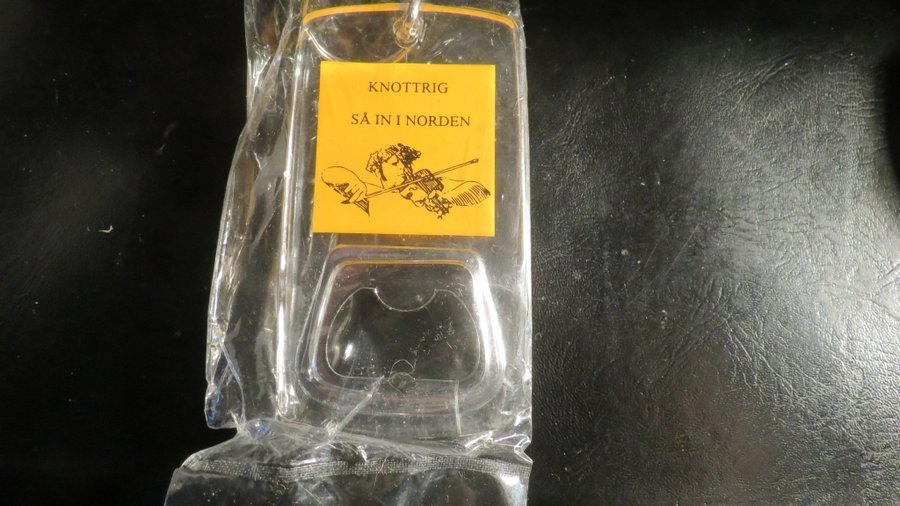 KNOTTRIG
SÅ IN I NORDEN